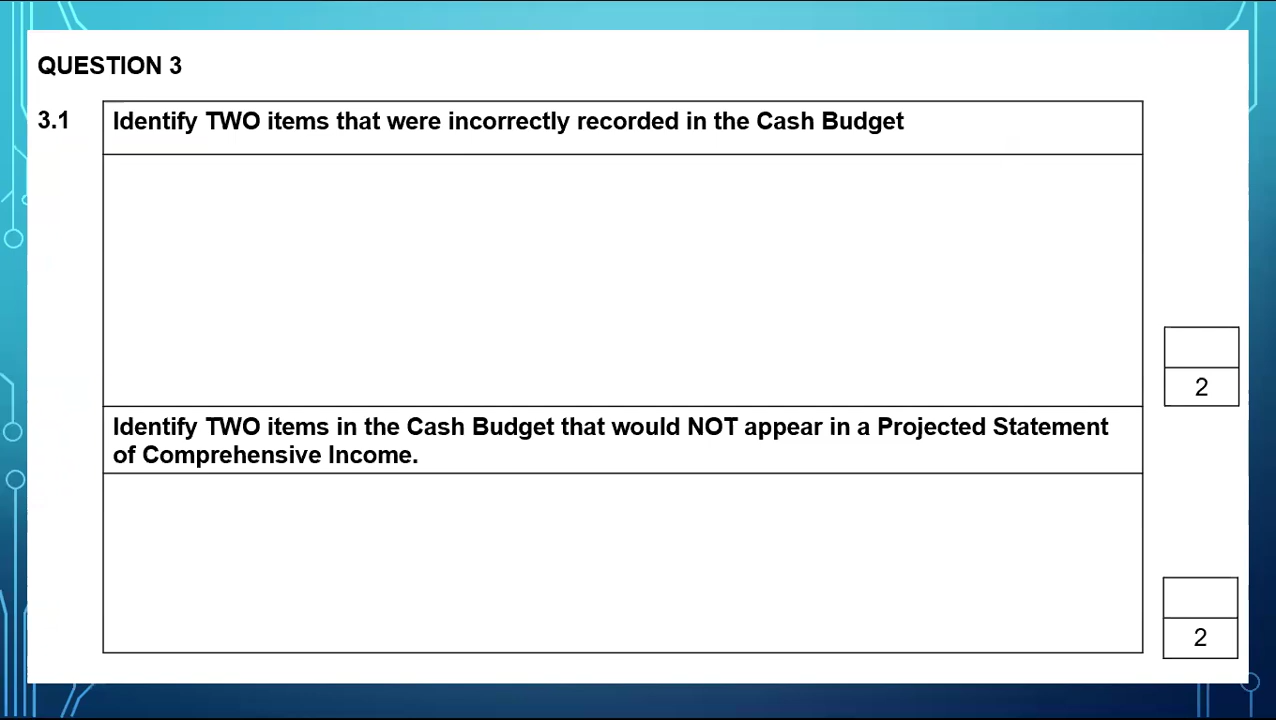 QUESTION 3
3.1 Identify TWO items that were incorrectly recorded in the Cash Budget
2
Identify TWO items in the Cash Budget that would NOT appear in a Projected Statement
of Comprehensive Income.
2